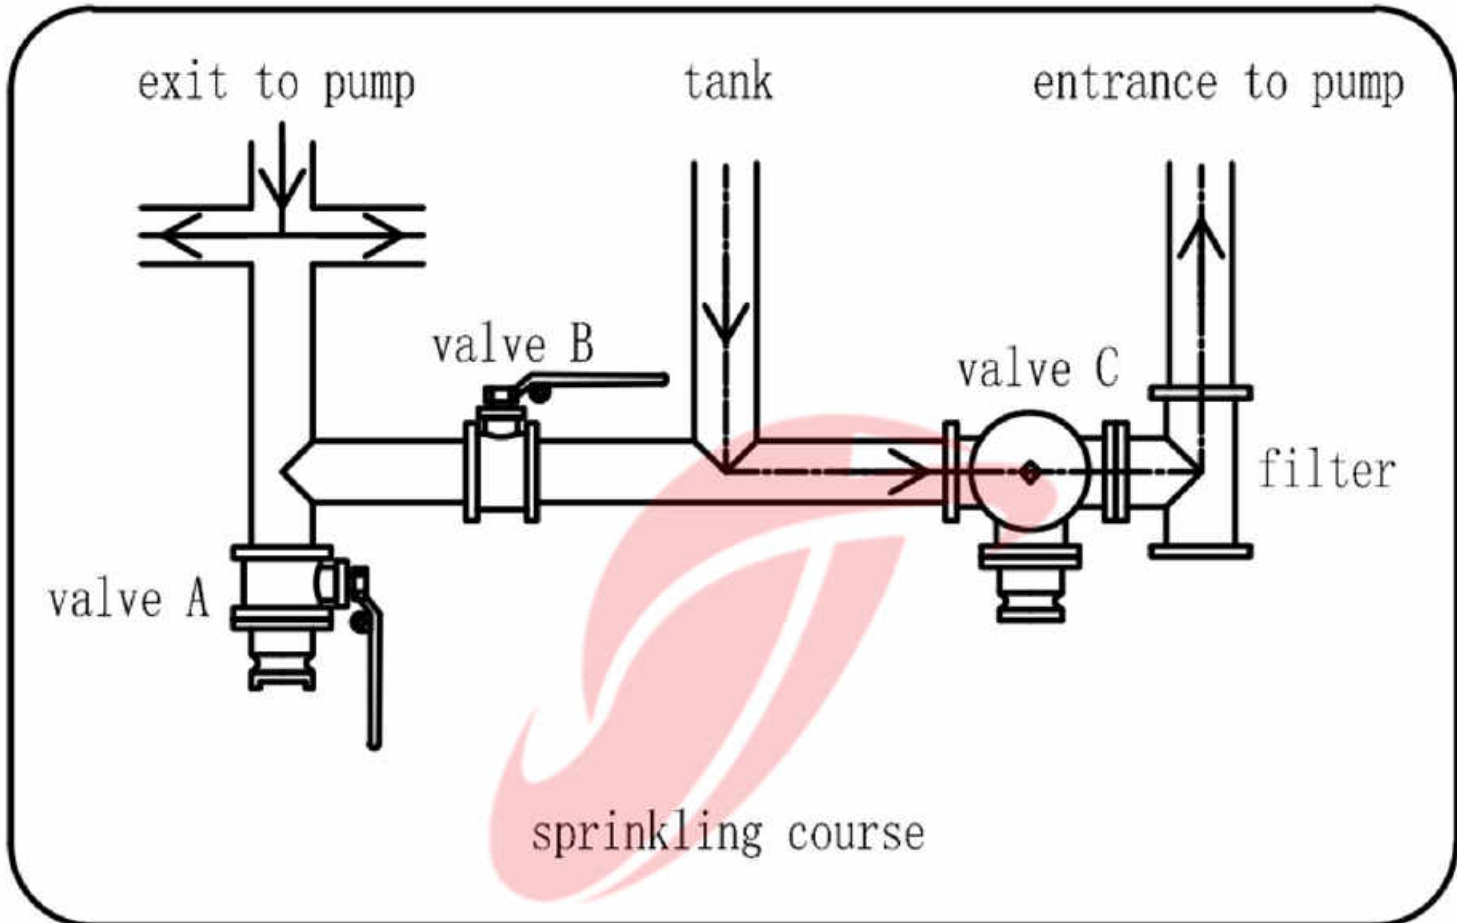 exit to pump
tank
entrance to pump
valve B
valve C
filter
valve A
sprinkling course